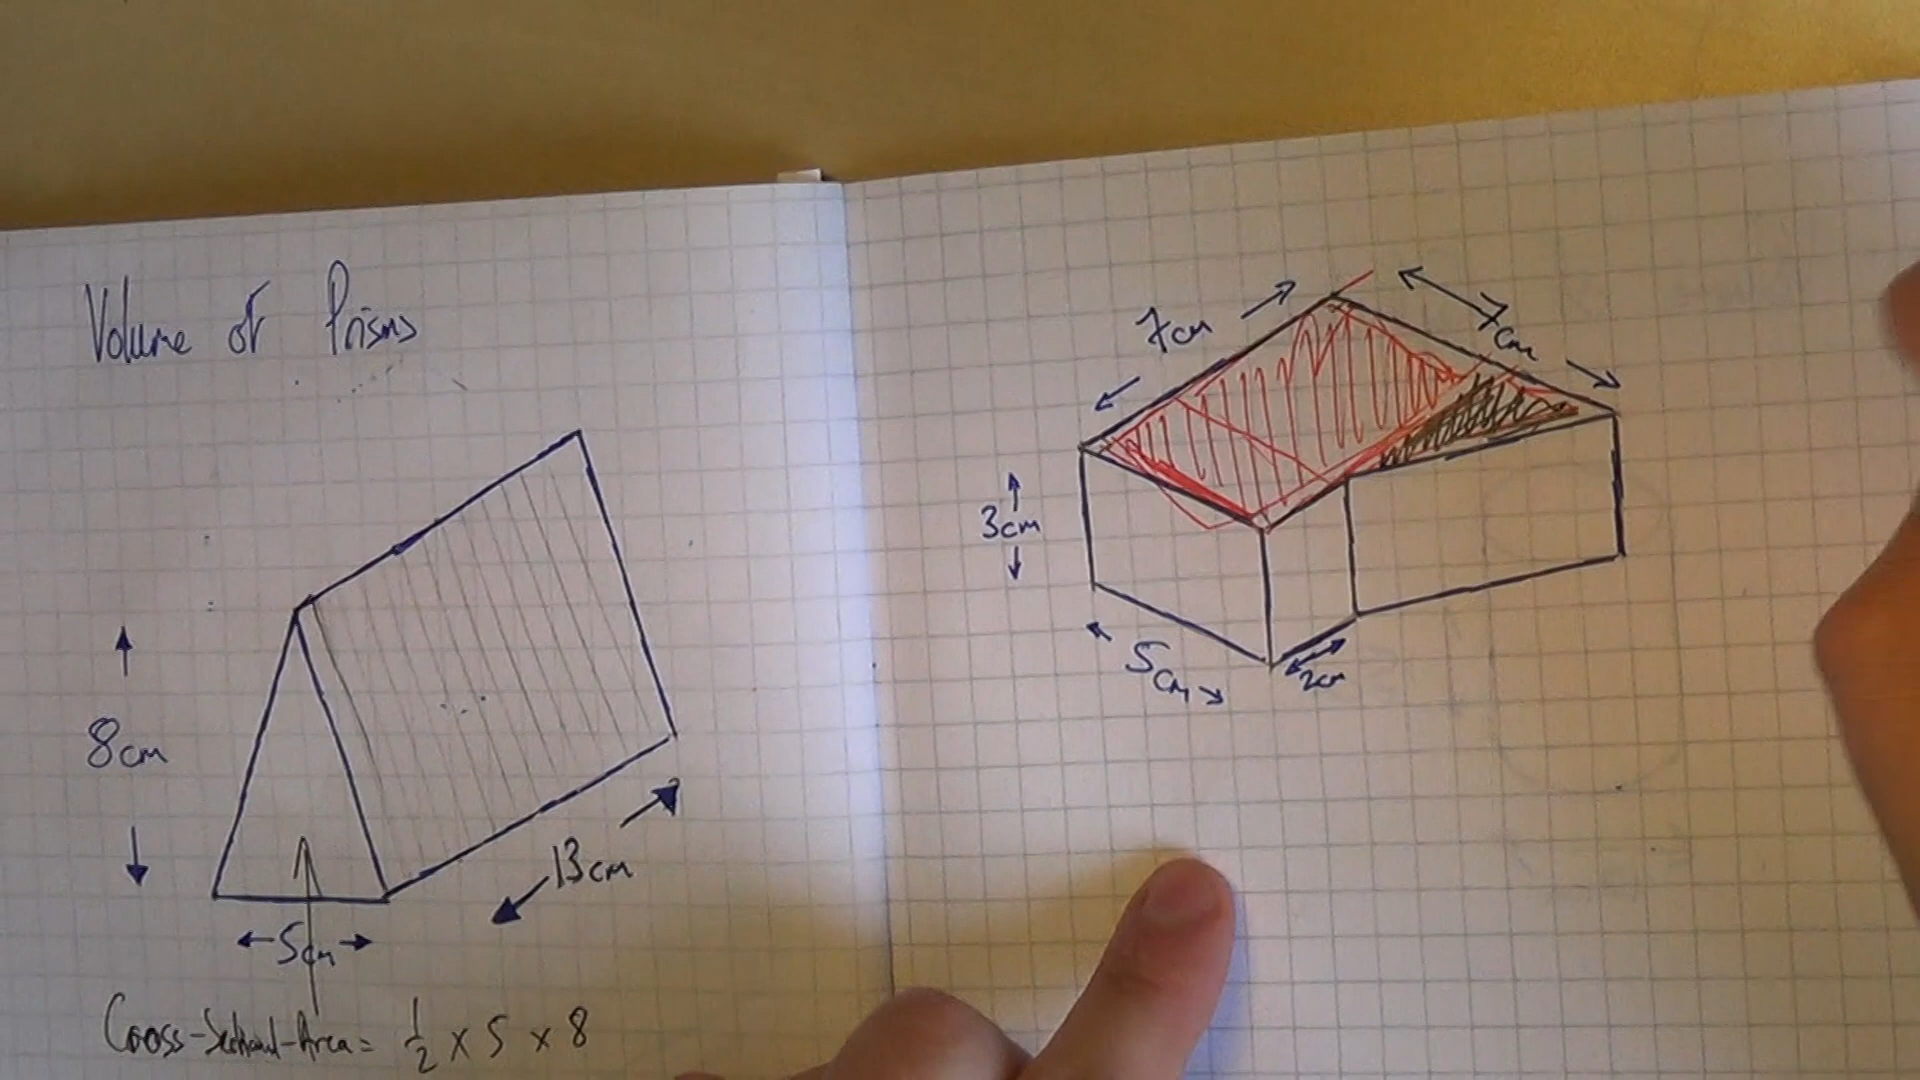 Volume of Prisms
8cm
13cm
5cm
Cross-Sectional-Area = 1/2 x 5 x 8
7cm
7cm
3cm
5cm
2cm